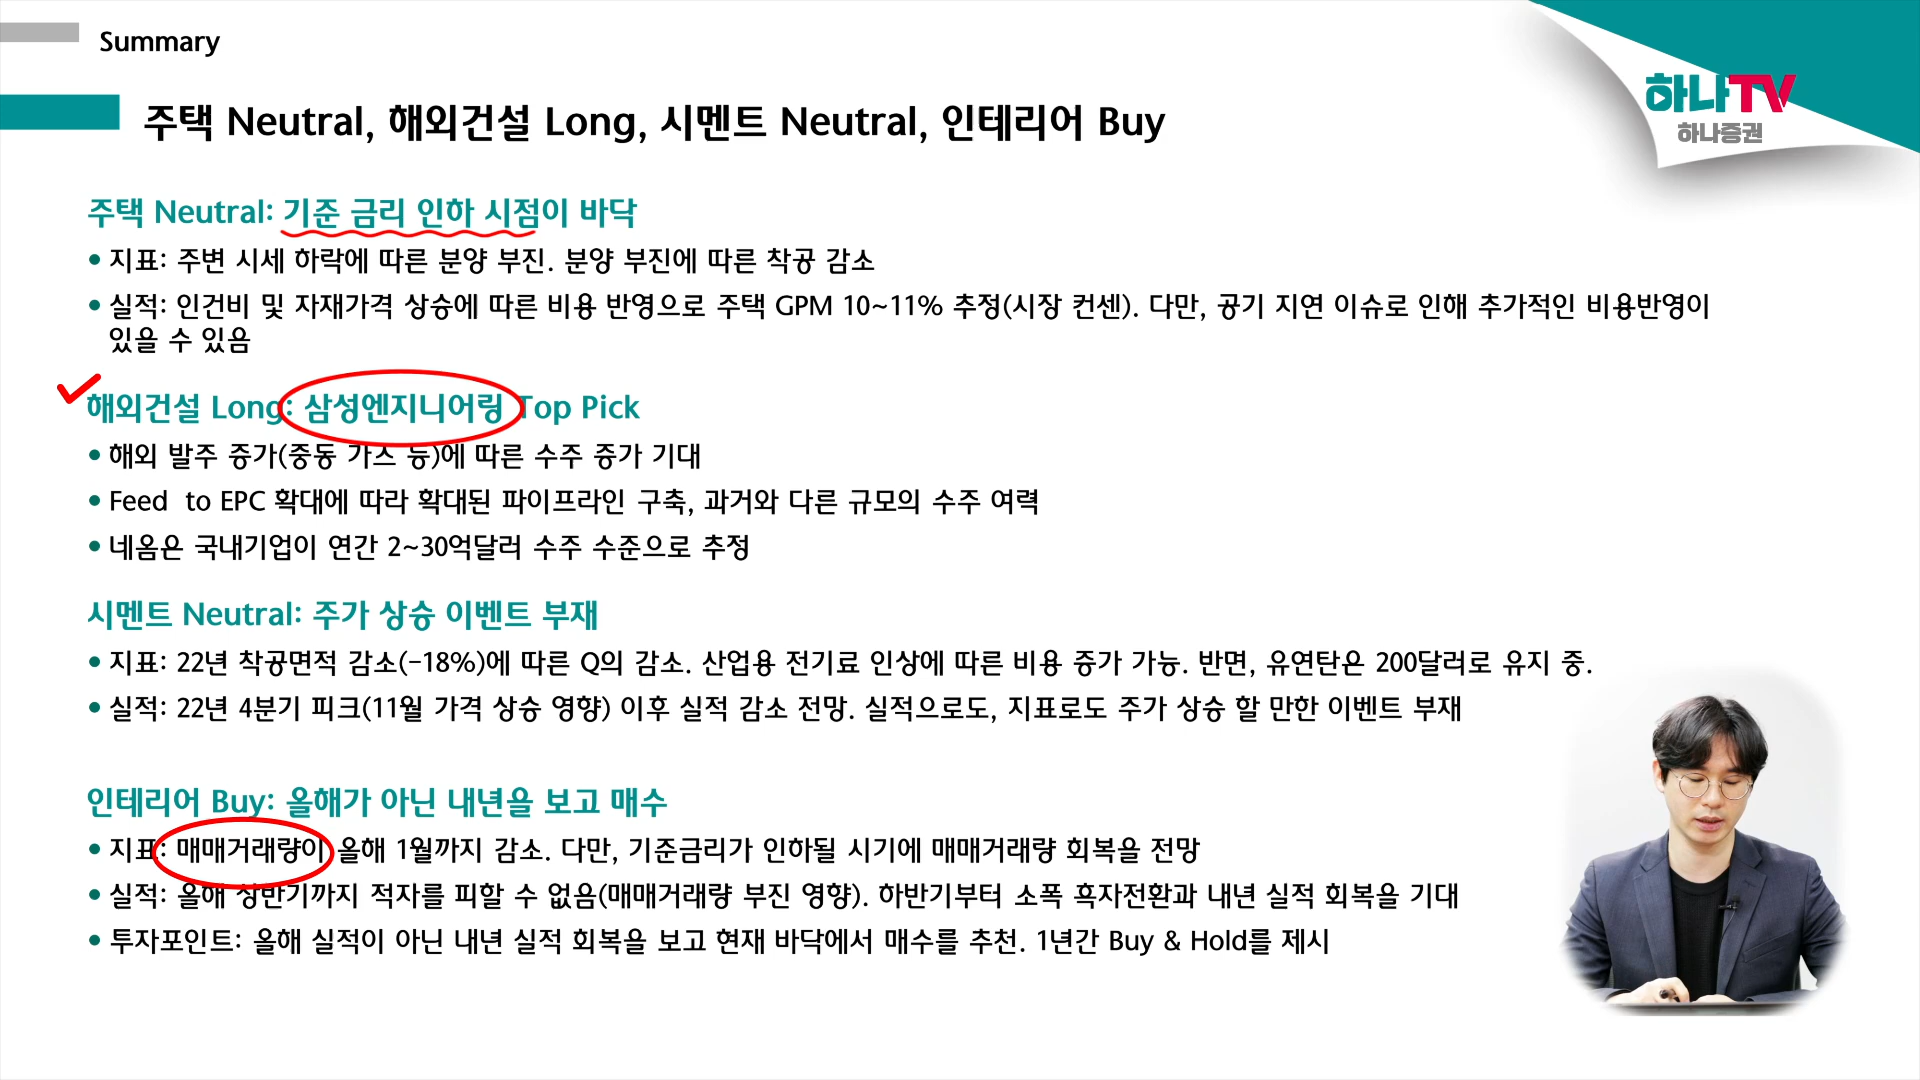 Summary
하나TV
하나증권
주택 Neutral, 해외건설 Long, 시멘트 Neutral, 인테리어 Buy
주택 Neutral: 기준 금리 인하 시점이 바닥
• 지표: 주변 시세 하락에 따른 분양 부진. 분양 부진에 따른 착공 감소
• 실적: 인건비 및 자재가격 상승에 따른 비용 반영으로 주택 GPM 10~11% 추정(시장 컨센). 다만, 공기 지연 이슈로 인해 추가적인 비용반영이
있을 수 있음
해외건설 Long: 삼성엔지니어링 Top Pick
• 해외 발주 증가(중동 가스 등)에 따른 수주 증가 기대
• Feed to EPC 확대에 따라 확대된 파이프라인 구축, 과거와 다른 규모의 수주 여력
• 네옴은 국내기업이 연간 2~30억달러 수주 수준으로 추정
시멘트 Neutral: 주가 상승 이벤트 부재
• 지표: 22년 착공면적 감소(-18%)에 따른 Q의 감소. 산업용 전기료 인상에 따른 비용 증가 가능. 반면, 유연탄은 200달러로 유지 중.
• 실적: 22년 4분기 피크(11월 가격 상승 영향) 이후 실적 감소 전망. 실적으로도, 지표로도 주가 상승 할 만한 이벤트 부재
인테리어 Buy: 올해가 아닌 내년을 보고 매수
• 지표: 매매거래량이 올해 1월까지 감소. 다만, 기준금리가 인하될 시기에 매매거래량 회복을 전망
• 실적: 올해 상반기까지 적자를 피할 수 없음(매매거래량 부진 영향). 하반기부터 소폭 흑자전환과 내년 실적 회복을 기대
• 투자포인트: 올해 실적이 아닌 내년 실적 회복을 보고 현재 바닥에서 매수를 추천. 1년간 Buy & Hold를 제시